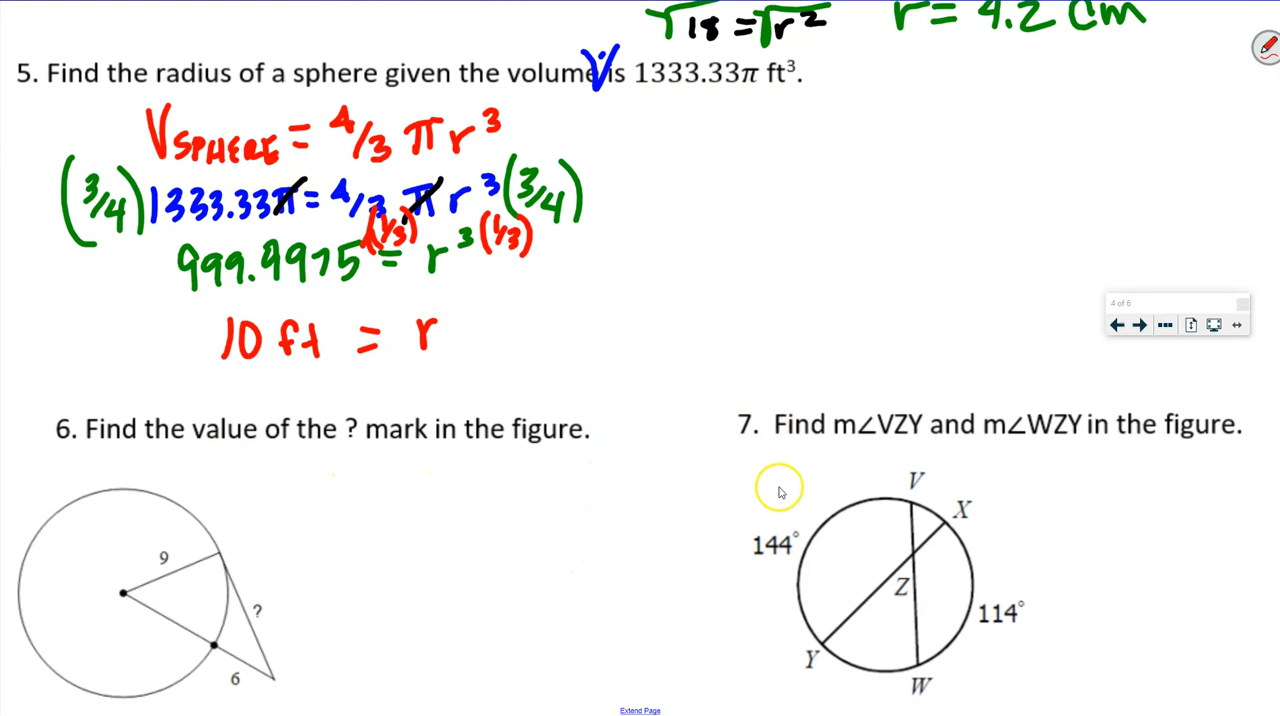 √18 = √r² r = 4.2 cm
5. Find the radius of a sphere given the volume is 1333.33π ft³.
V
V SPHERE = 4/3 π r³
(3/4) 1333.33π = 4/3 π r³ (3/4)
999.9975 (1/3) = r³ (1/3)
10 ft = r
4 of 6
6. Find the value of the ? mark in the figure.
7. Find m∠VZY and m∠WZY in the figure.
9
?
6
V
X
144°
Z
114°
Y
W
Extend Page